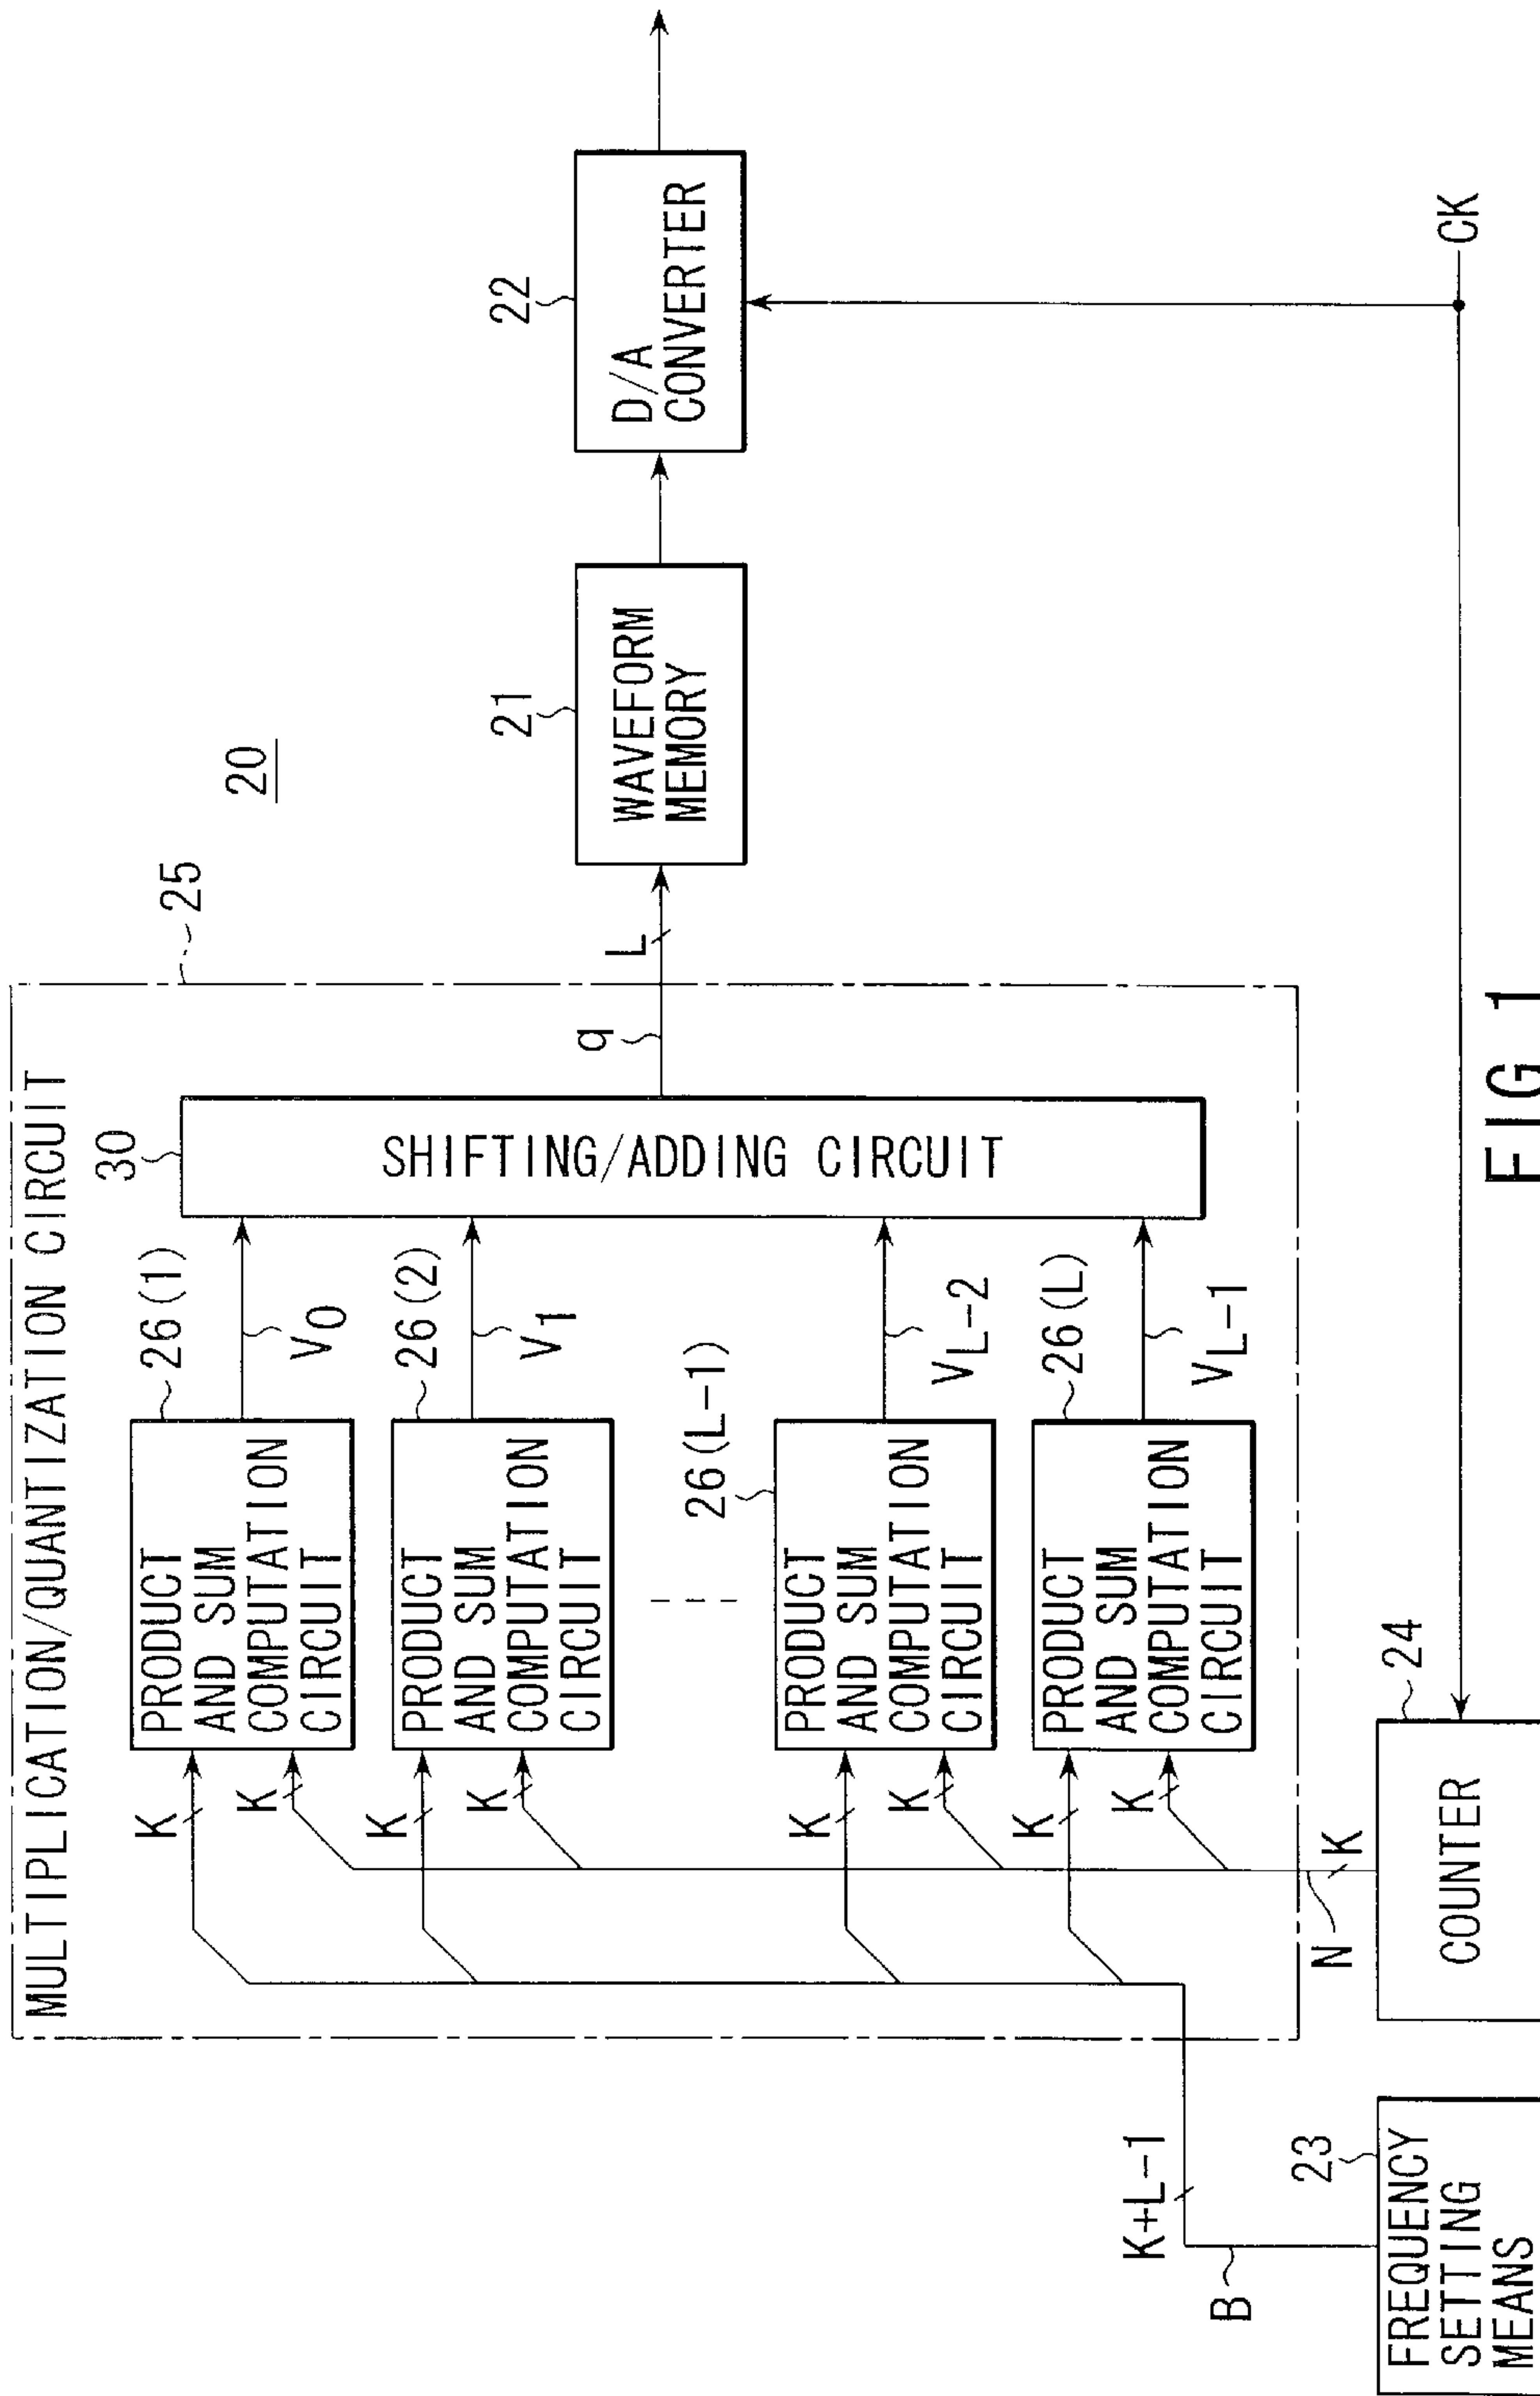 MULTIPLICATION/QUANTIZATION CIRCUIT
25
20
PRODUCT
AND SUM
COMPUTATION
CIRCUIT
26(1)
V0
K
K
PRODUCT
AND SUM
COMPUTATION
CIRCUIT
26(2)
V1
K
K
PRODUCT
AND SUM
COMPUTATION
CIRCUIT
26(L-1)
VL-2
K
K
PRODUCT
AND SUM
COMPUTATION
CIRCUIT
26(L)
VL-1
K
K
30
SHIFTING/ADDING CIRCUIT
q
L
21
WAVEFORM
MEMORY
22
D/A
CONVERTER
K+L-1
B
23
FREQUENCY
SETTING
MEANS
N
K
24
COUNTER
CK
FIG. 1